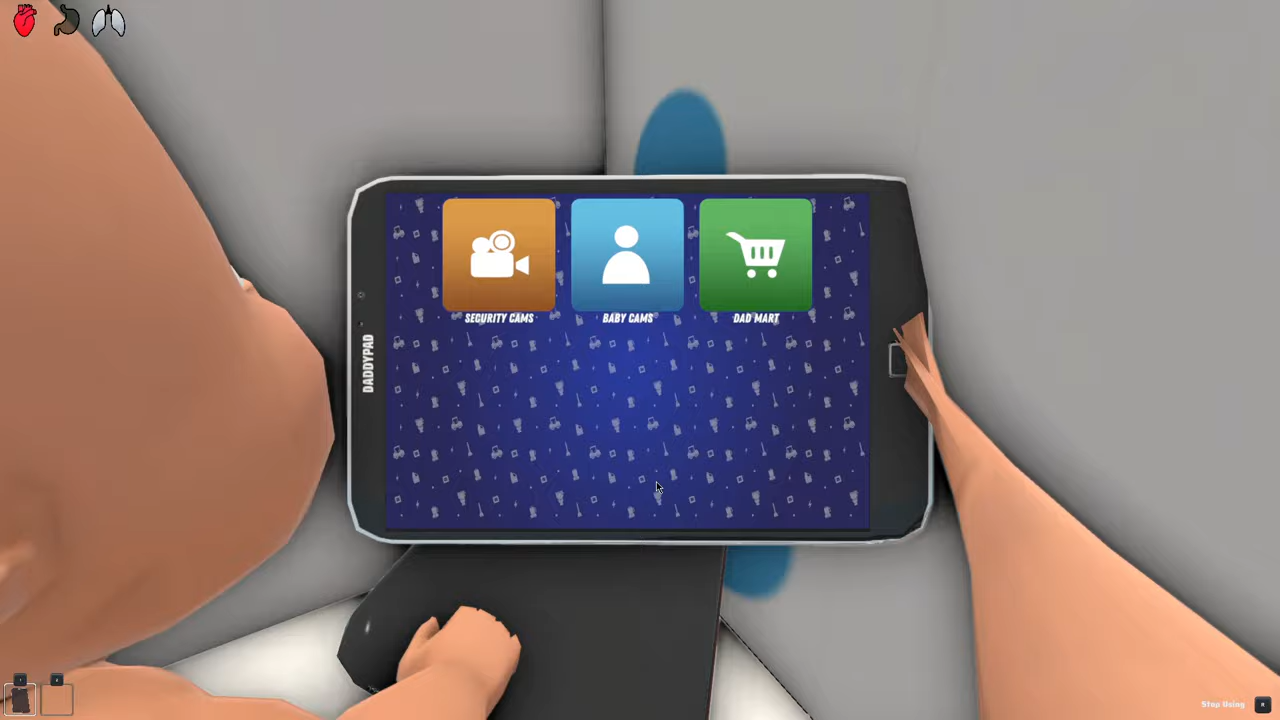 SECURITY CAMS
BABY CAMS
DAD MART
DADDYPAD
Stop Using